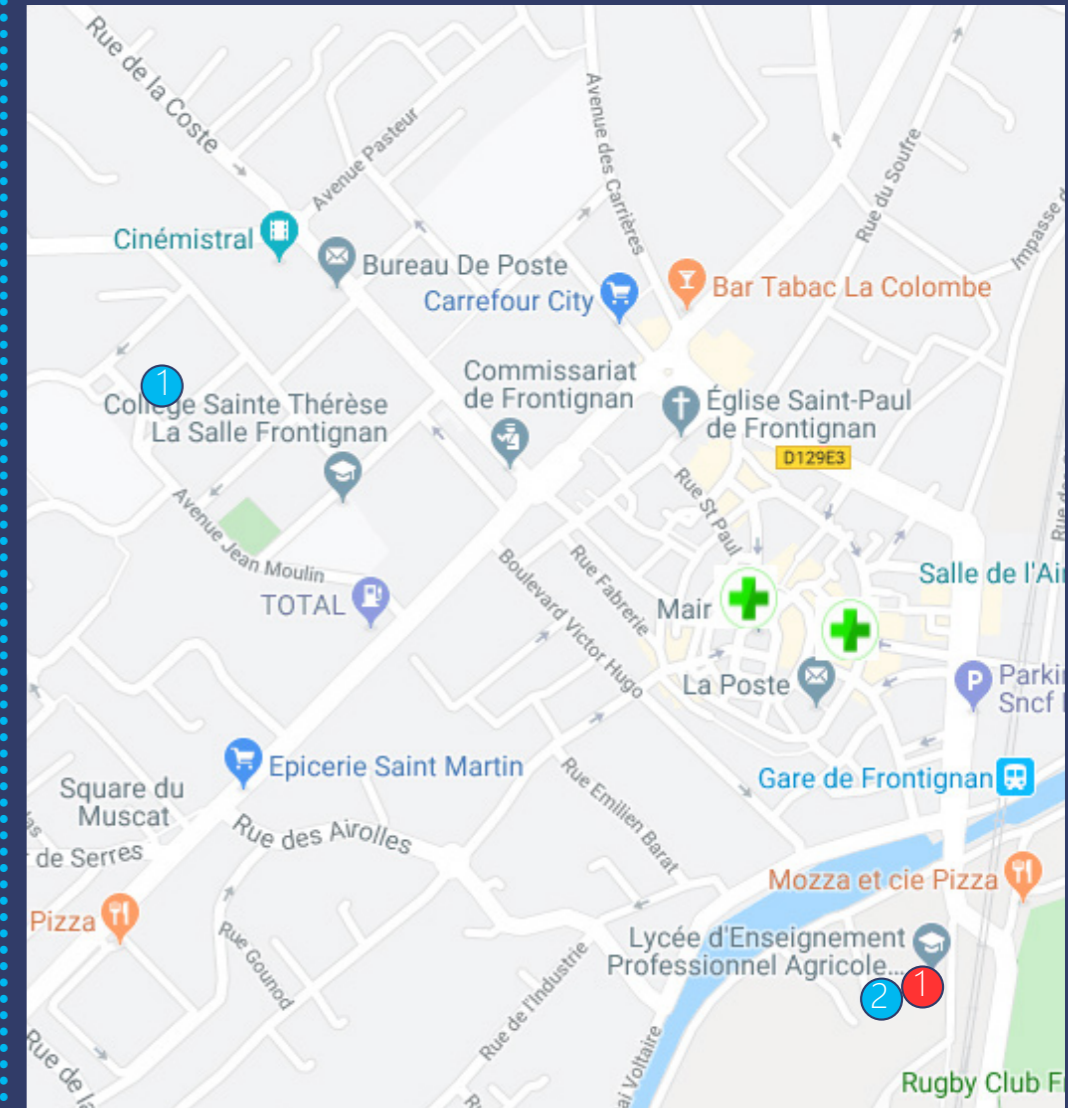 Rue de la Coste
Avenue Pasteur
Avenue des Carrières
Rue du Soufre
Impasse
Cinémistral
Bureau De Poste
Carrefour City
Bar Tabac La Colombe
1
Collège Sainte Thérèse
La Salle Frontignan
Commissariat
de Frontignan
Église Saint-Paul
de Frontignan
D129E3
Rue St Paul
Avenue Jean Moulin
TOTAL
Boulevard Victor Hugo
Rue Fabrerie
Mair
Salle de l'Air
La Poste
P
Parkin
Sncf
Epicerie Saint Martin
Square du
Muscat
de Serres
Rue des Airolles
Rue Emilien Barat
Gare de Frontignan
Mozza et cie Pizza
Pizza
Rue Gounod
Rue de l'Industrie
Lycée d'Enseignement
Professionnel Agricole...
2
1
Voltaire
Rue de la
Rugby Club